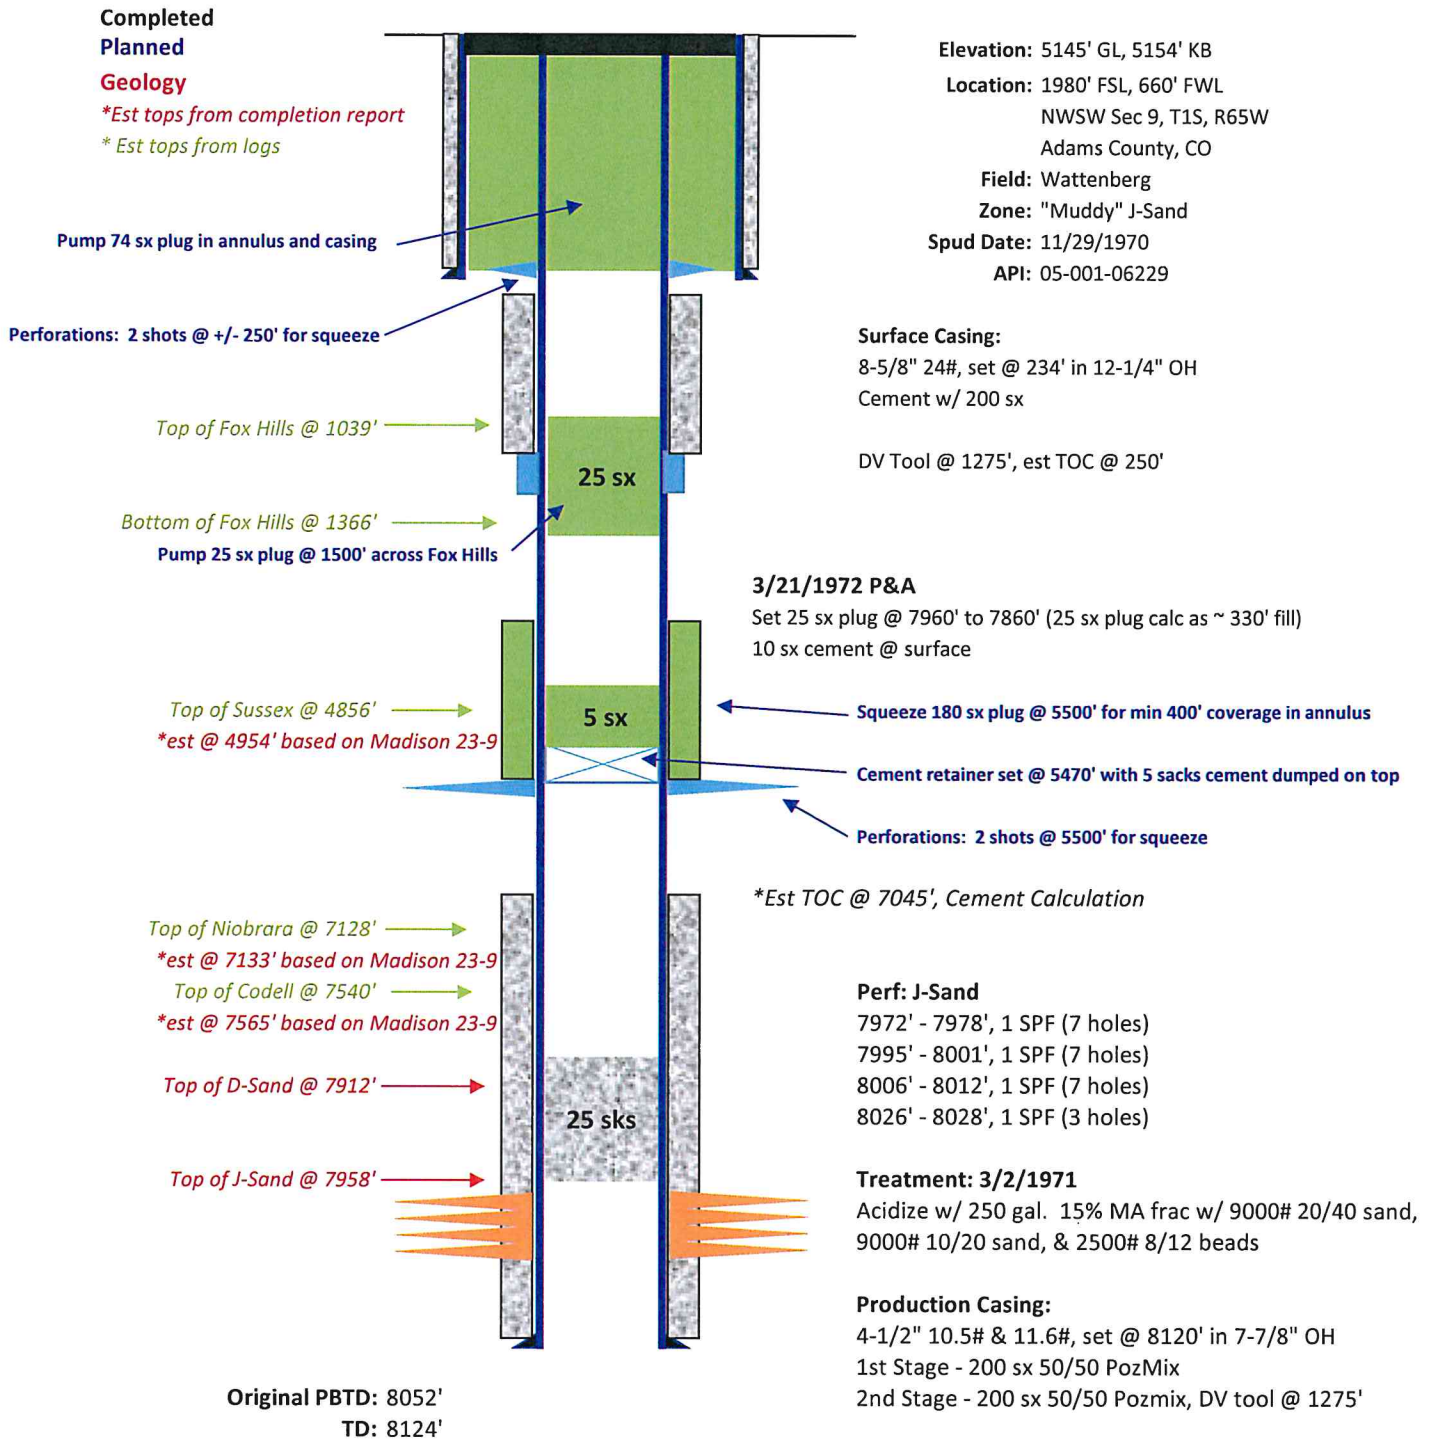 Completed
Planned
Geology
*Est tops from completion report
* Est tops from logs
Pump 74 sx plug in annulus and casing
Perforations: 2 shots @ +/- 250' for squeeze
Top of Fox Hills @ 1039'
25 sx
Bottom of Fox Hills @ 1366'
Pump 25 sx plug @ 1500' across Fox Hills
Top of Sussex @ 4856'
*est @ 4954' based on Madison 23-9
5 sx
Top of Niobrara @ 7128'
*est @ 7133' based on Madison 23-9
Top of Codell @ 7540'
*est @ 7565' based on Madison 23-9
Top of D-Sand @ 7912'
25 sks
Top of J-Sand @ 7958'
Original PBTD: 8052'
TD: 8124'
Elevation: 5145' GL, 5154' KB
Location: 1980' FSL, 660' FWL
NWSW Sec 9, T1S, R65W
Adams County, CO
Field: Wattenberg
Zone: "Muddy" J-Sand
Spud Date: 11/29/1970
API: 05-001-06229
Surface Casing:
8-5/8" 24#, set @ 234' in 12-1/4" OH
Cement w/ 200 sx
DV Tool @ 1275', est TOC @ 250'
3/21/1972 P&A
Set 25 sx plug @ 7960' to 7860' (25 sx plug calc as ~ 330' fill)
10 sx cement @ surface
Squeeze 180 sx plug @ 5500' for min 400' coverage in annulus
Cement retainer set @ 5470' with 5 sacks cement dumped on top
Perforations: 2 shots @ 5500' for squeeze
*Est TOC @ 7045', Cement Calculation
Perf: J-Sand
7972' - 7978', 1 SPF (7 holes)
7995' - 8001', 1 SPF (7 holes)
8006' - 8012', 1 SPF (7 holes)
8026' - 8028', 1 SPF (3 holes)
Treatment: 3/2/1971
Acidize w/ 250 gal. 15% MA frac w/ 9000# 20/40 sand,
9000# 10/20 sand, & 2500# 8/12 beads
Production Casing:
4-1/2" 10.5# & 11.6#, set @ 8120' in 7-7/8" OH
1st Stage - 200 sx 50/50 PozMix
2nd Stage - 200 sx 50/50 Pozmix, DV tool @ 1275'